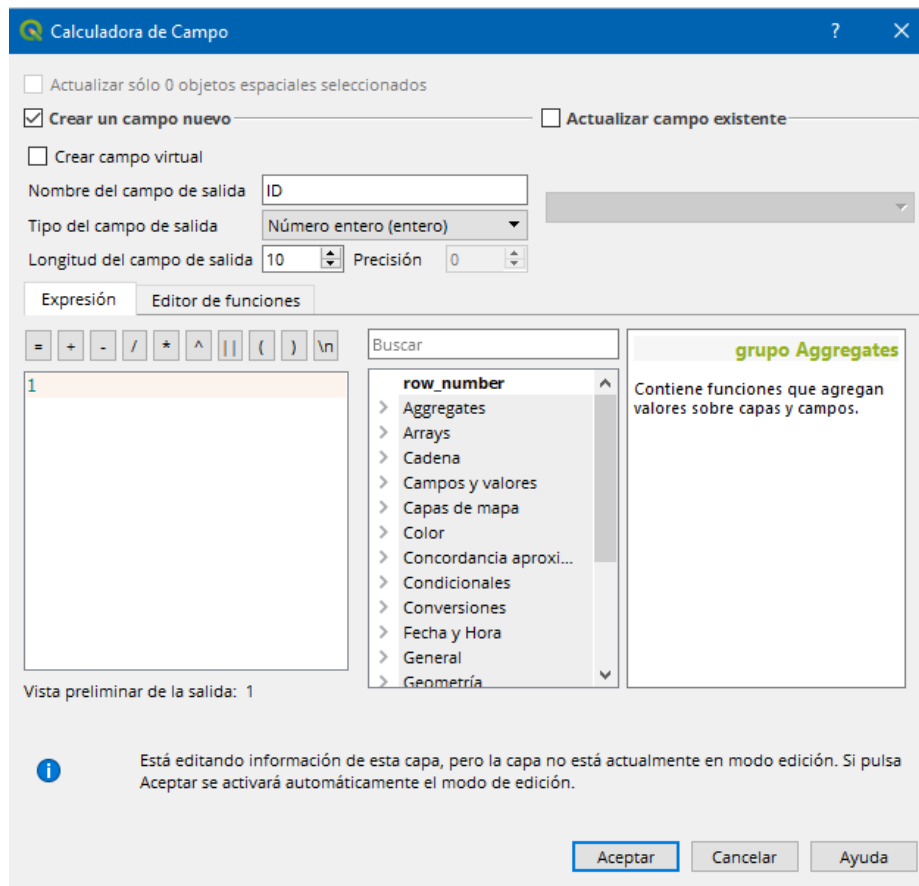 Calculadora de Campo
?
Actualizar sólo 0 objetos espaciales seleccionados
Crear un campo nuevo
Actualizar campo existente
Crear campo virtual
Nombre del campo de salida ID
Tipo del campo de salida Número entero (entero)
Longitud del campo de salida 10 Precisión 0
Expresión Editor de funciones
= + - / * ^ || ( ) \n
Buscar
1
row_number
Aggregates
Arrays
Cadena
Campos y valores
Capas de mapa
Color
Concordancia aproxi...
Condicionales
Conversiones
Fecha y Hora
General
Geometría
grupo Aggregates
Contiene funciones que agregan
valores sobre capas y campos.
Vista preliminar de la salida: 1
Está editando información de esta capa, pero la capa no está actualmente en modo edición. Si pulsa
Aceptar se activará automáticamente el modo de edición.
Aceptar Cancelar Ayuda